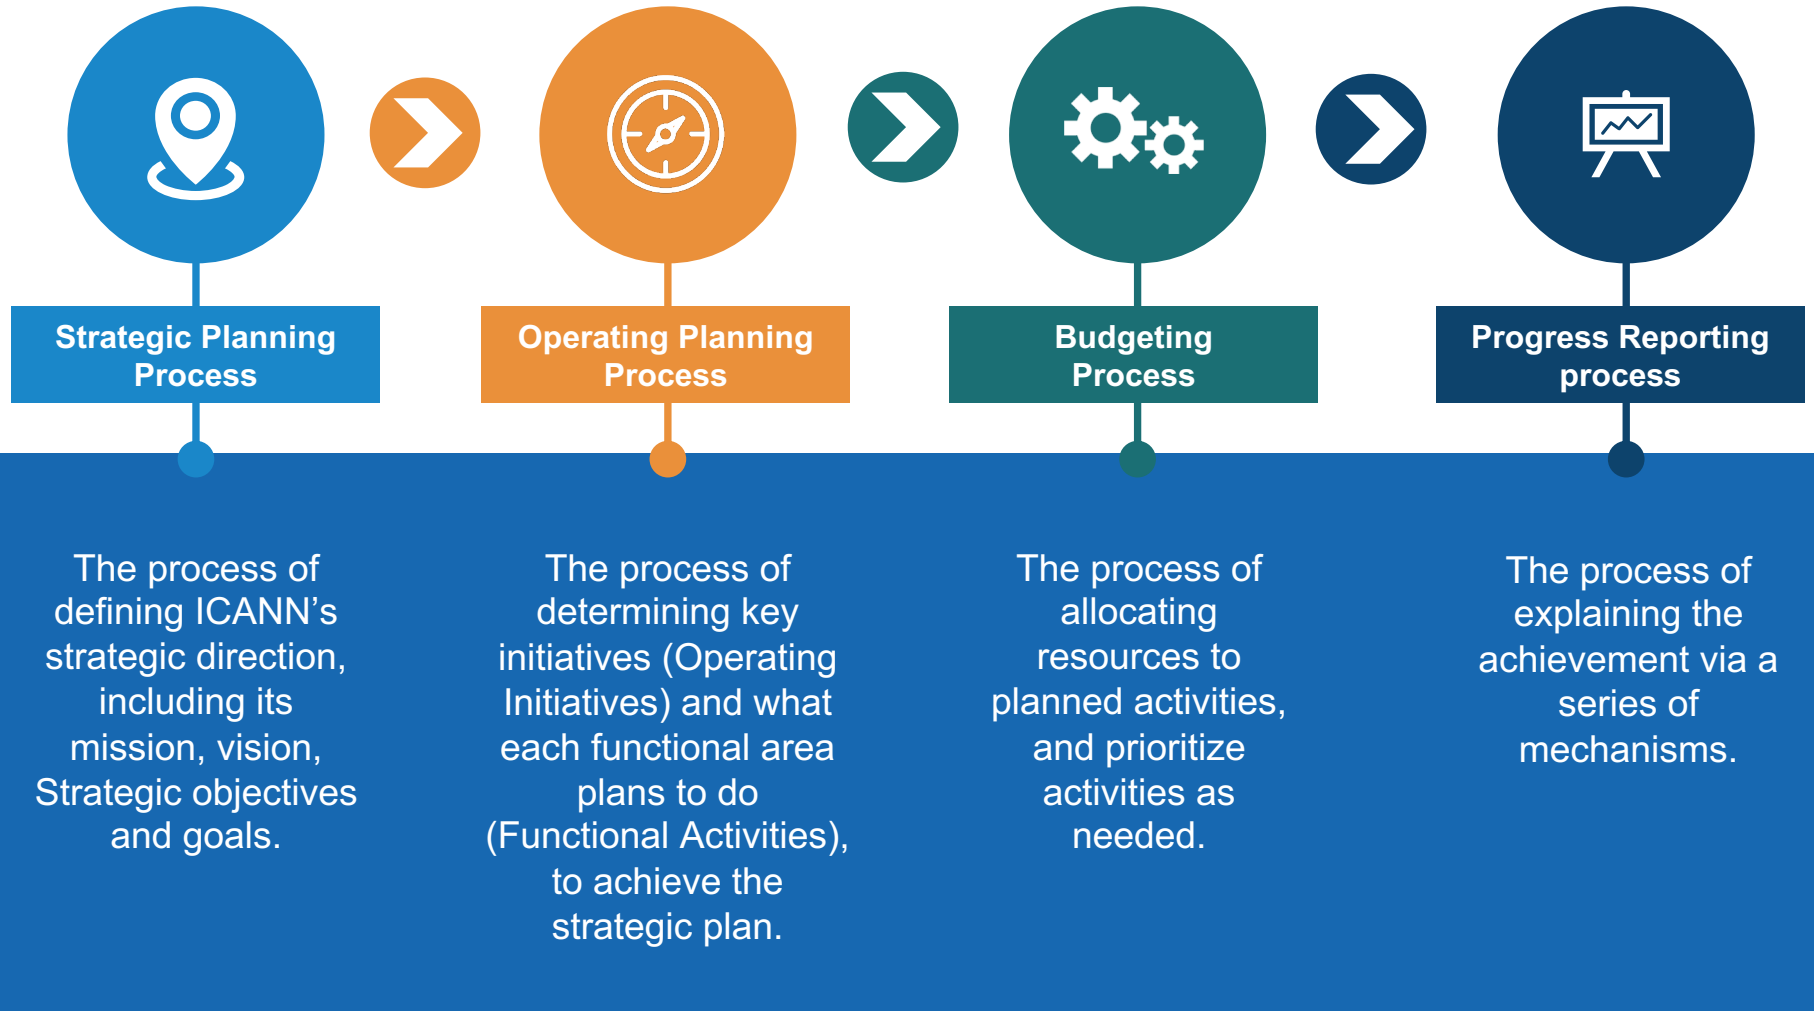 Strategic Planning
Process
Operating Planning
Process
Budgeting
Process
Progress Reporting
process
The process of
defining ICANN’s
strategic direction,
including its
mission, vision,
Strategic objectives
and goals.
The process of
determining key
initiatives (Operating
Initiatives) and what
each functional area
plans to do
(Functional Activities),
to achieve the
strategic plan.
The process of
allocating
resources to
planned activities,
and prioritize
activities as
needed.
The process of
explaining the
achievement via a
series of
mechanisms.